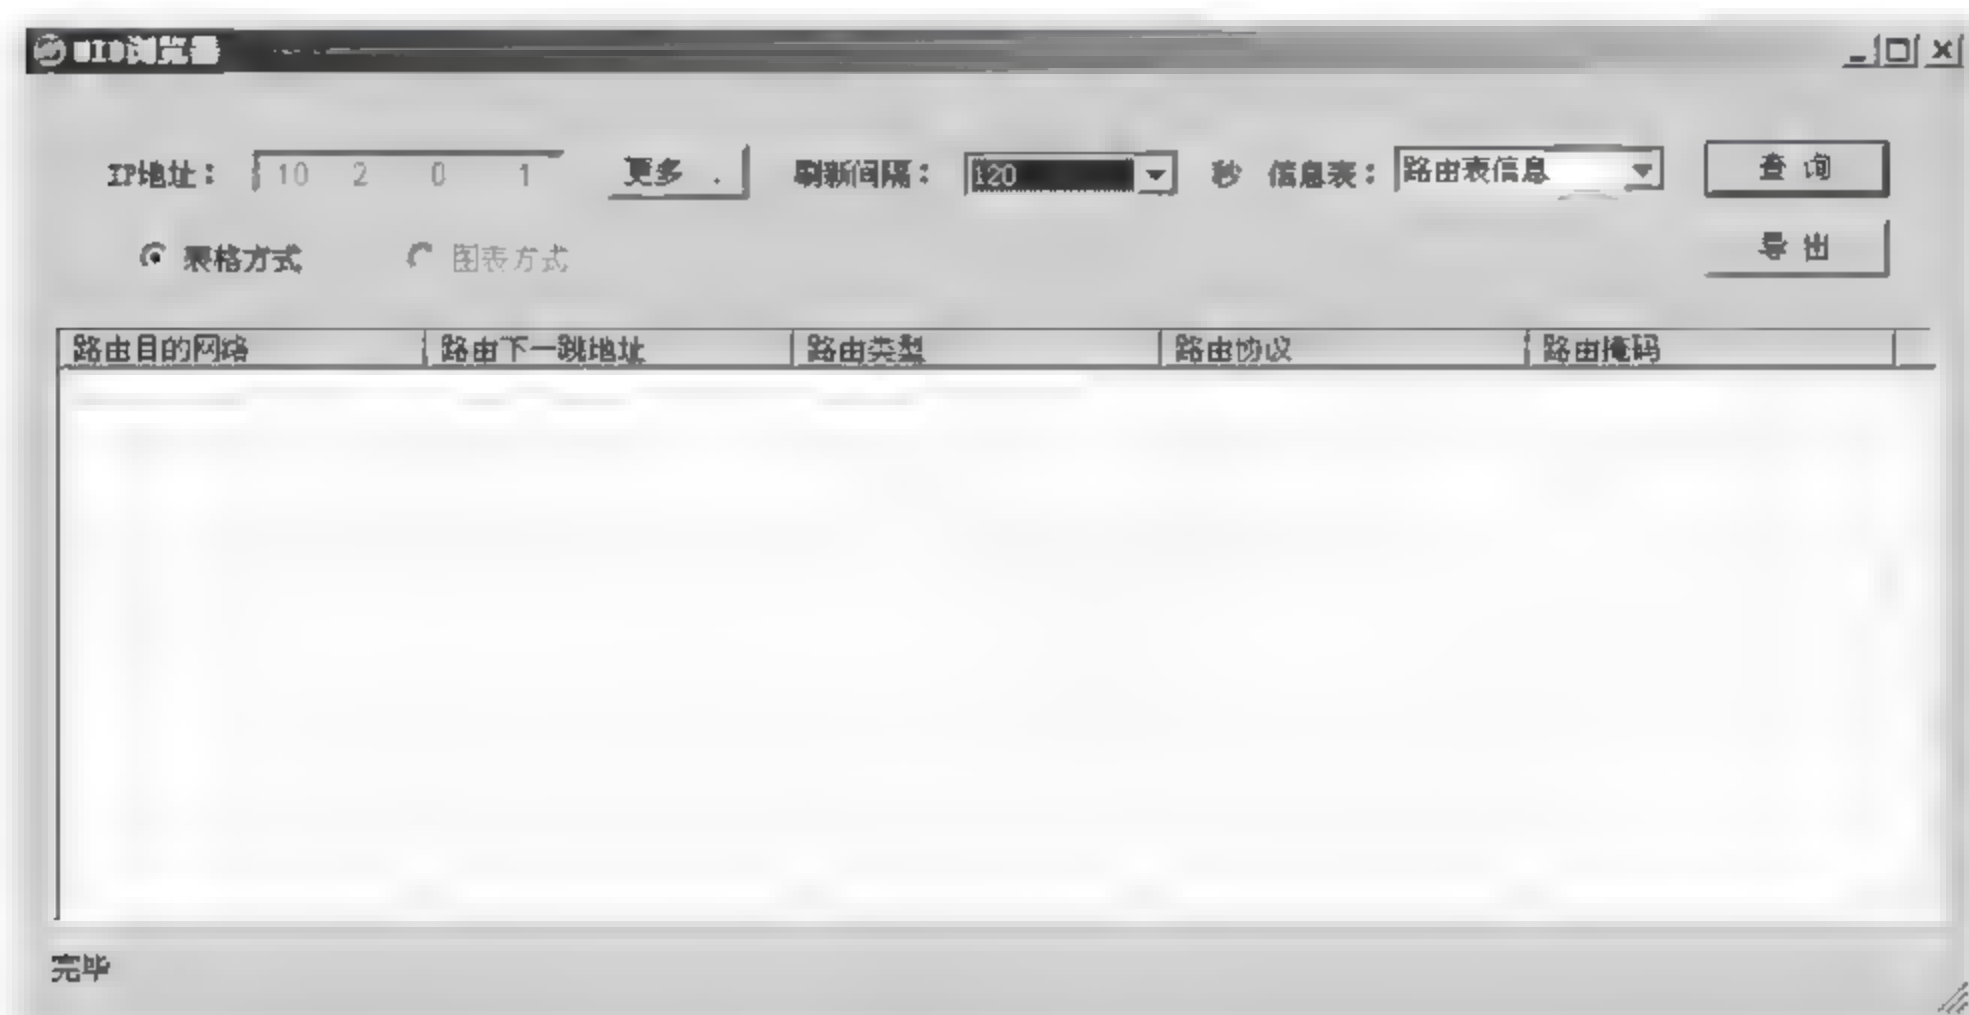 MIB浏览器
IP地址： 10 2 0 1 更多 . 刷新间隔： 120 秒 信息表： 路由表信息 查 询
表格方式 图表方式 导 出
路由目的网络 路由下一跳地址 路由类型 路由协议 路由掩码
完毕